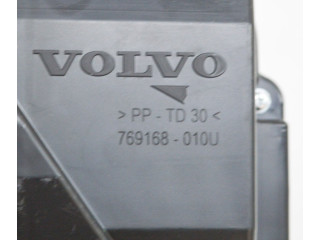 VOLVO
> PP - TD 30 <
769168 - 010U